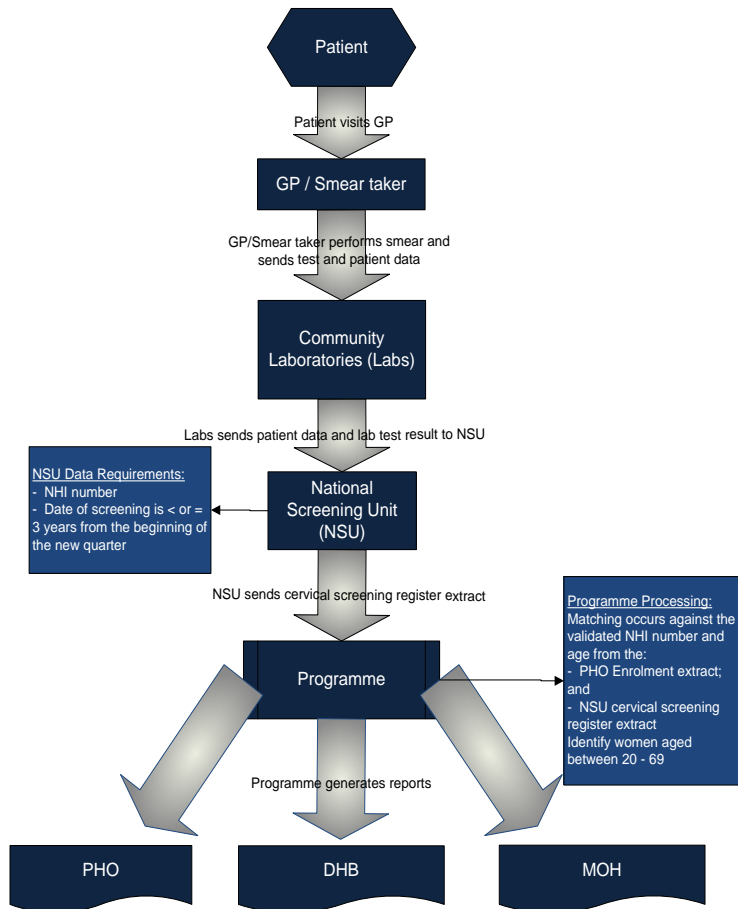 Patient
Patient visits GP
GP / Smear taker
GP/Smear taker performs smear and
sends test and patient data
Community
Laboratories (Labs)
Labs sends patient data and lab test result to NSU
NSU Data Requirements:
- NHI number
- Date of screening is < or =
3 years from the beginning of
the new quarter
National
Screening Unit
(NSU)
NSU sends cervical screening register extract
Programme
Programme Processing:
Matching occurs against the
validated NHI number and
age from the:
- PHO Enrolment extract;
and
- NSU cervical screening
register extract
Identify women aged
between 20 - 69
Programme generates reports
PHO
DHB
MOH